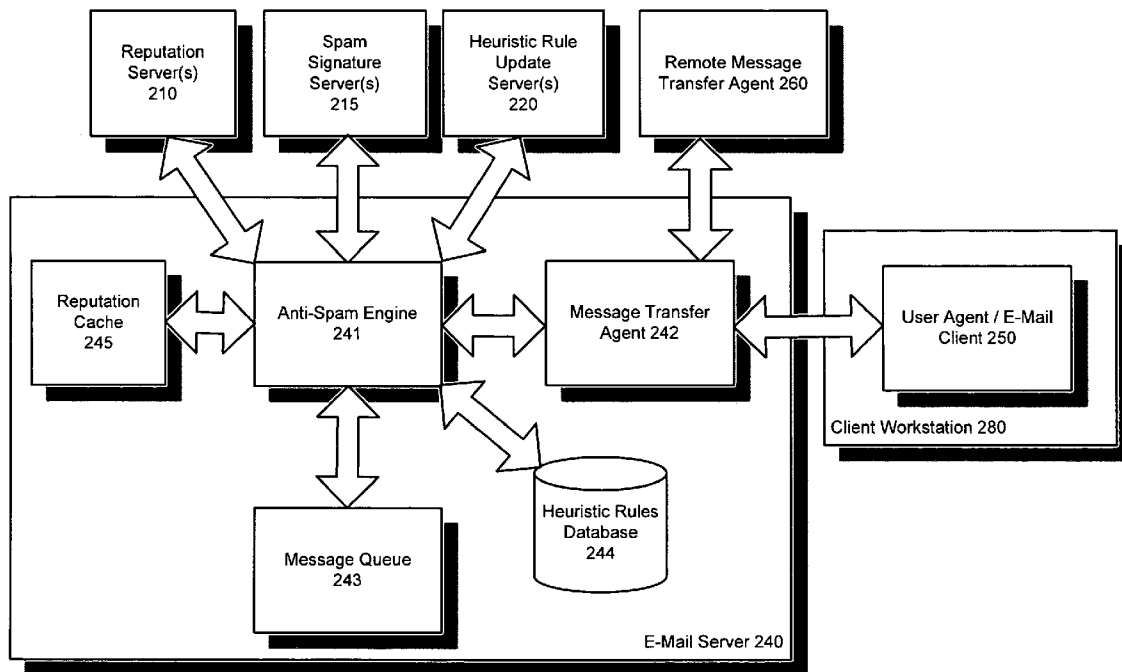 Reputation
Server(s)
210
Spam
Signature
Server(s)
215
Heuristic Rule
Update
Server(s)
220
Remote Message
Transfer Agent 260
Reputation
Cache
245
Anti-Spam Engine
241
Message Transfer
Agent 242
User Agent / E-Mail
Client 250
Client Workstation 280
Heuristic Rules
Database
244
Message Queue
243
E-Mail Server 240